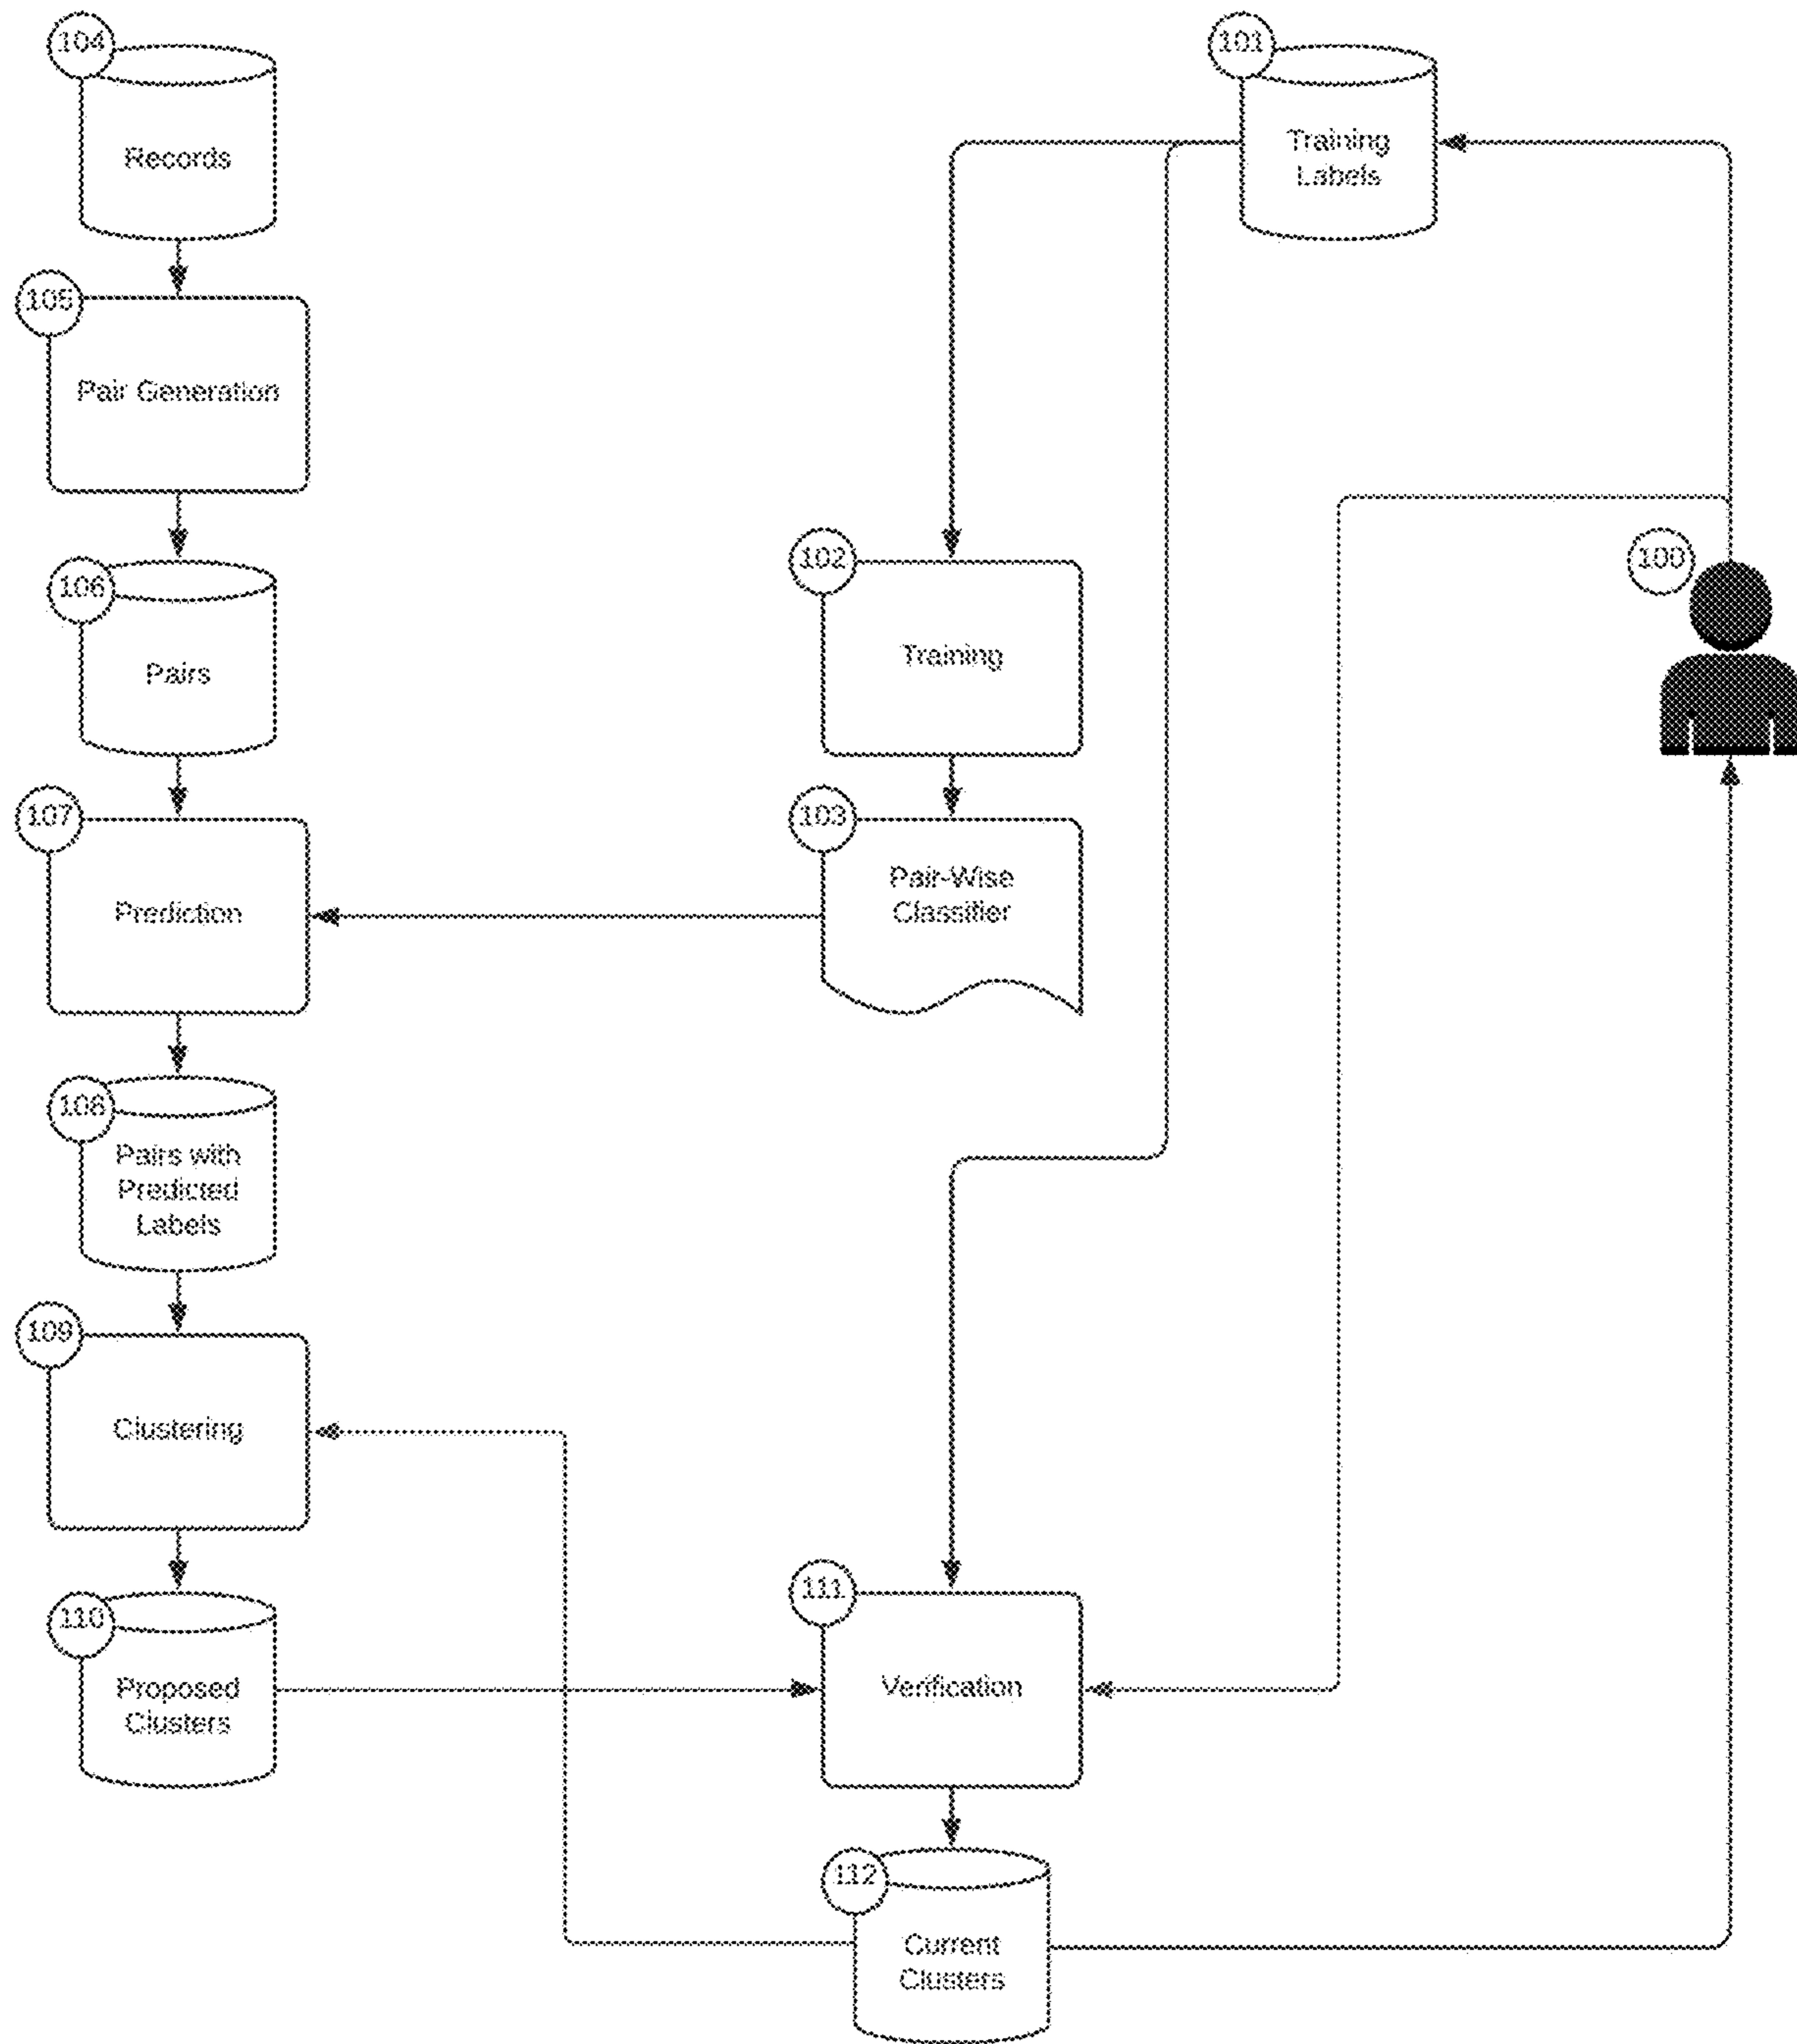 104
Records
105
Pair Generation
106
Pairs
107
Prediction
108
Pairs with
Predicted
Labels
109
Clustering
110
Proposed
Clusters
101
Training
Labels
102
Training
103
Pair-Wise
Classifier
111
Verification
112
Current
Clusters
100